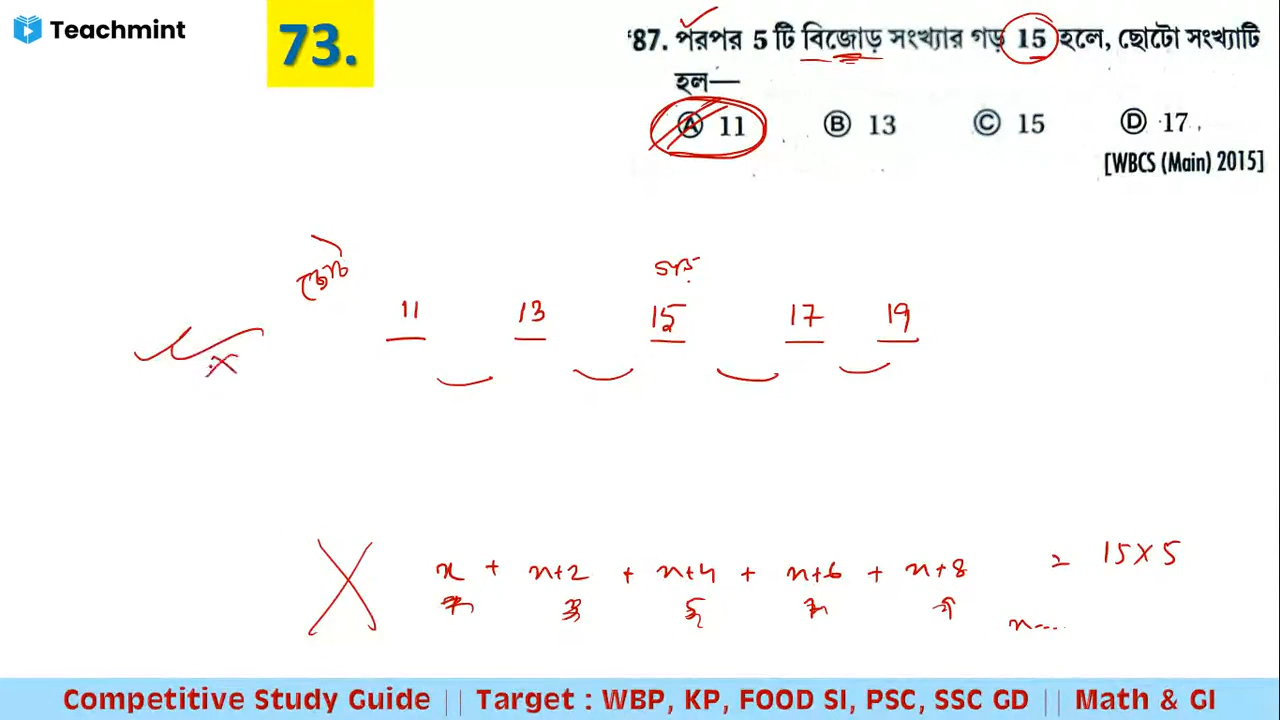 Teachmint
73.
'87. পরপর 5 টি বিজোড় সংখ্যার গড় 15 হলে, ছোটো সংখ্যাটি
হল—
Ⓐ 11 Ⓑ 13 Ⓒ 15 Ⓓ 17
[WBCS (Main) 2015]
গড়
11 13 15 17 19
x + x+2 + x+4 + x+6 + x+8 = 15×5
Competitive Study Guide || Target : WBP, KP, FOOD SI, PSC, SSC GD || Math & GI